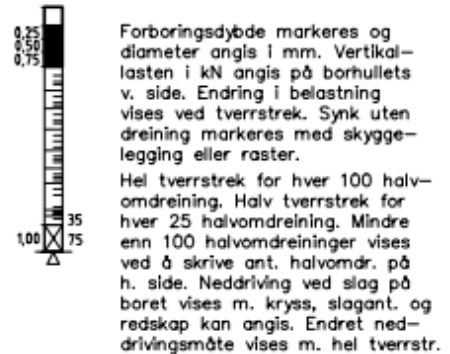 0,25
0,50
0,75
35
1,00
75
Forboringsdybde markeres og
diameter angis i mm. Vertikal–
lasten i kN angis på borhullets
v. side. Endring i belastning
vises ved tverrstrek. Synk uten
dreining markeres med skygge–
legging eller raster.
Hel tverrstrek for hver 100 halv–
omdreining. Halv tverrstrek for
hver 25 halvomdreining. Mindre
enn 100 halvomdreininger vises
ved å skrive ant. halvomdr. på
h. side. Neddriving ved slag på
boret vises m. kryss, slagant. og
redskap kan angis. Endret ned–
drivingsmåte vises m. hel tverrstr.